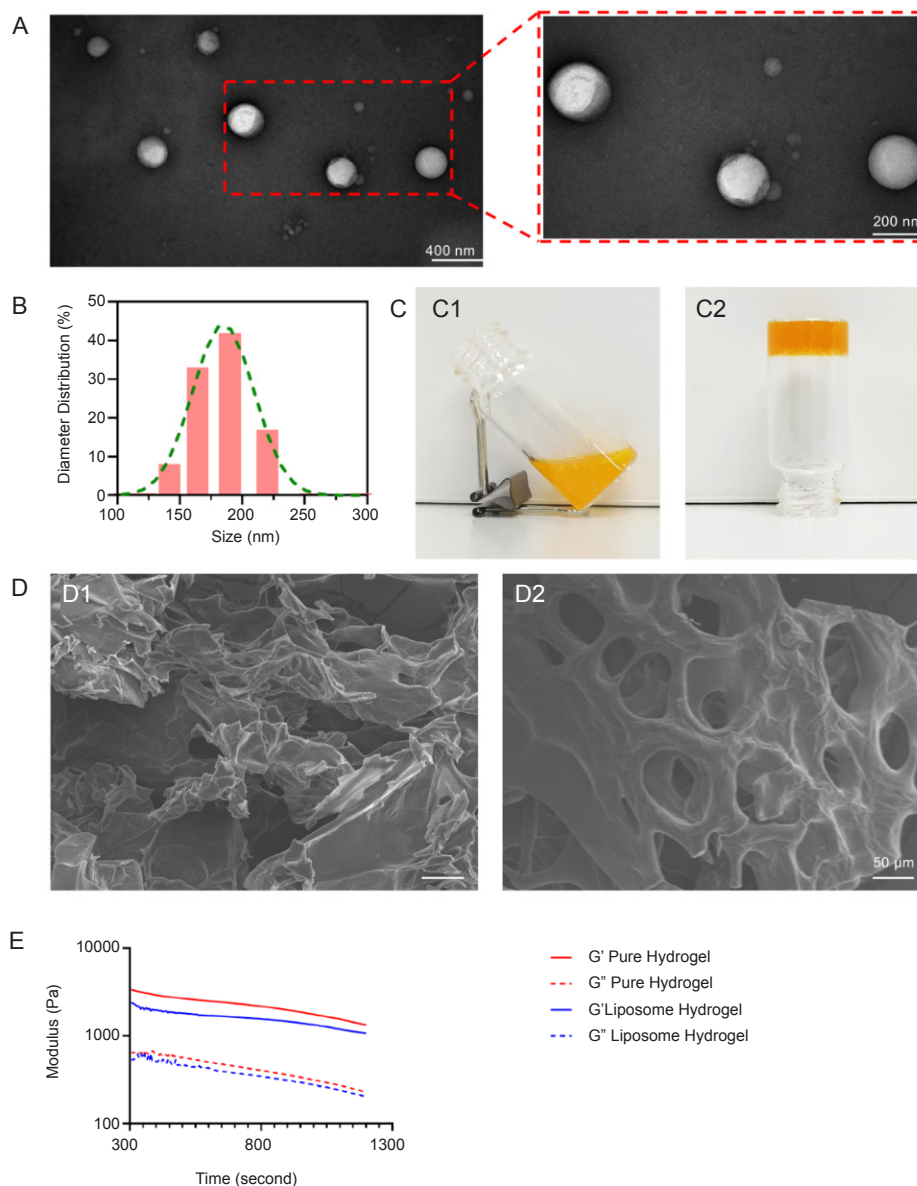 A
400 nm
200 nm
B
Diameter Distribution (%)
50
40
30
20
10
0
100
150
200
250
300
Size (nm)
C
C1
C2
D
D1
D2
50 µm
E
Modulus (Pa)
10000
1000
100
300
800
1300
Time (second)
G' Pure Hydrogel
G" Pure Hydrogel
G'Liposome Hydrogel
G" Liposome Hydrogel